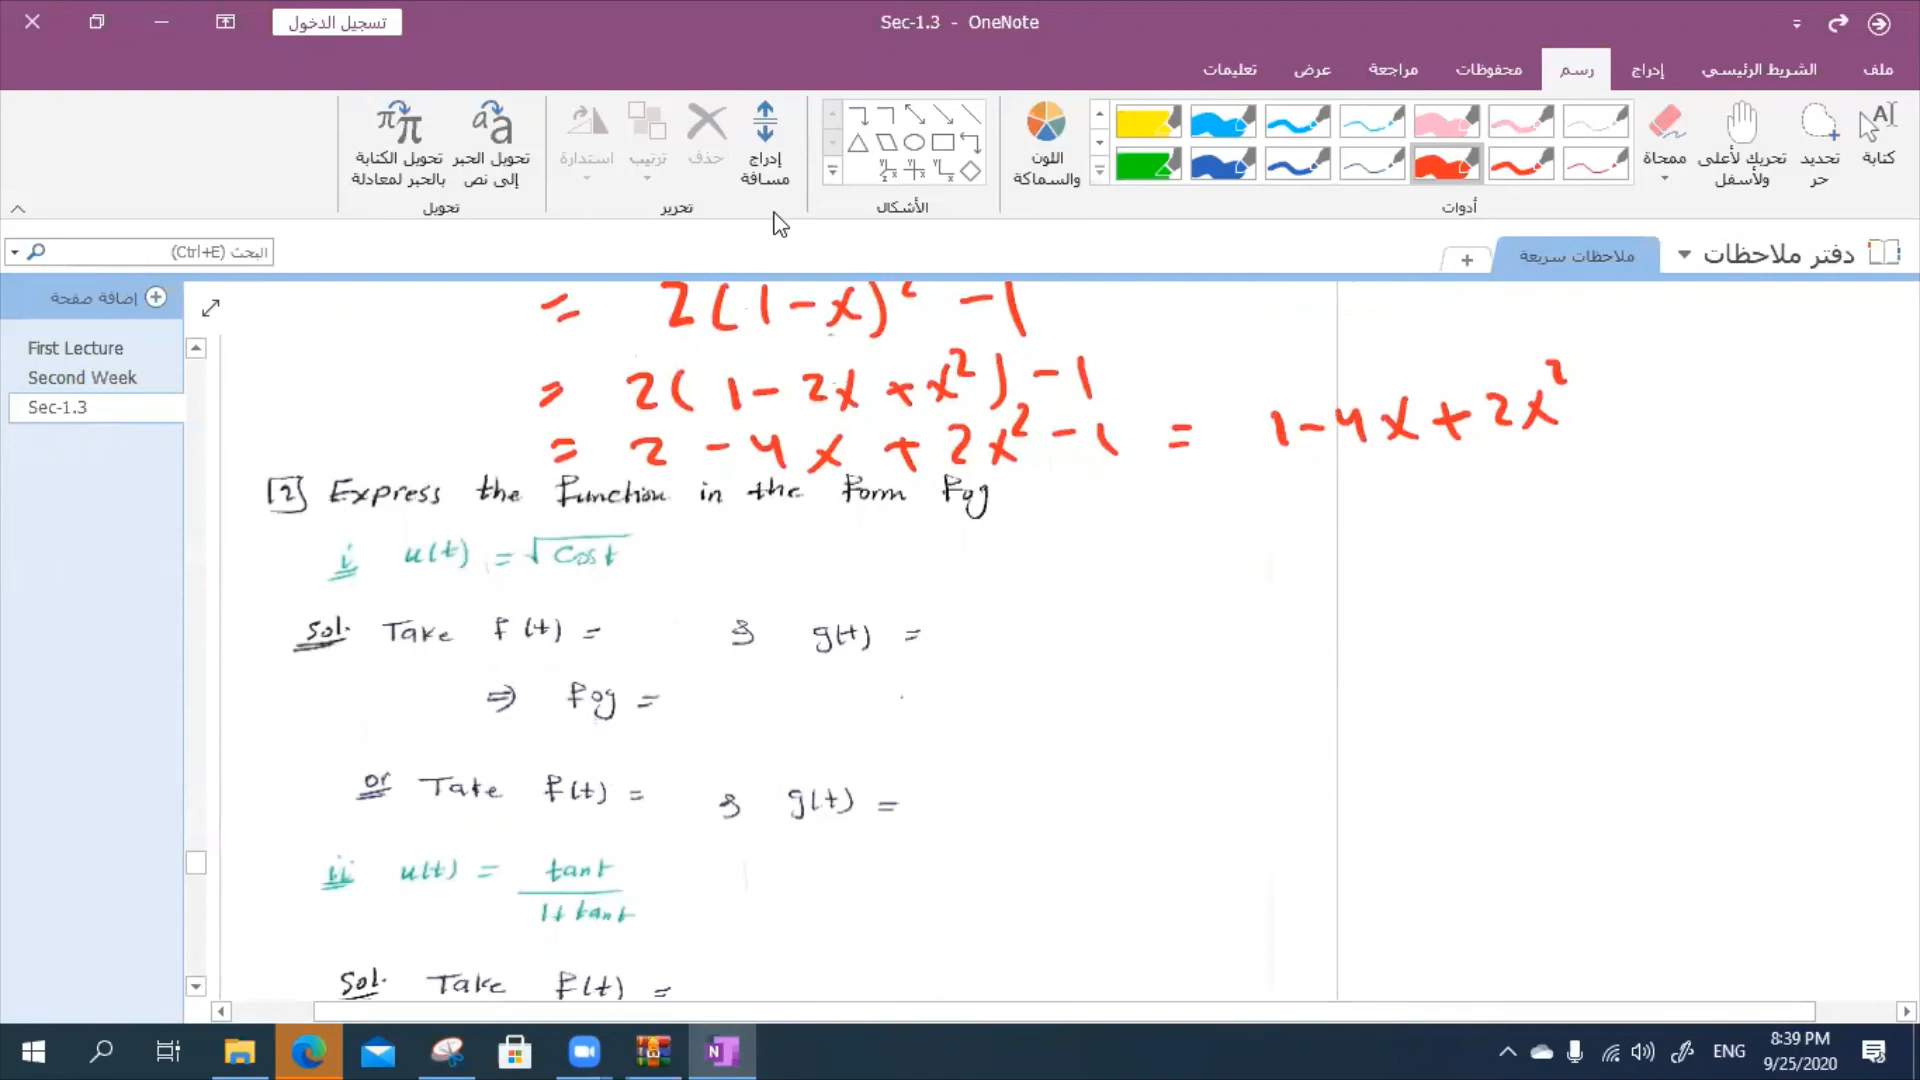 تسجيل الدخول
Sec-1.3 - OneNote
ملف الشريط الرئيسي إدراج رسم محفوظات مراجعة عرض تعليمات
كتابة
تحديد حر
تحريك لأعلى ولأسفل
ممحاة
أدوات
اللون والسماكة
الأشكال
إدراج مسافة
حذف
ترتيب
استدارة
تحرير
تحويل الحبر إلى نص
تحويل الكتابة بالحبر لمعادلة
تحويل
دفتر ملاحظات
ملاحظات سريعة
البحث (Ctrl+E)
إضافة صفحة
First Lecture
Second Week
Sec-1.3
= 2(1-x)² -1
= 2(1-2x+x²)-1
= 2 -4x + 2x² -1 = 1-4x+2x²
[2] Express the Function in the Form Fog
i u(t) = √Cost
Sol. Take F(t) = & g(t) =
⇒ Fog =
or Take F(t) = & g(t) =
ii u(t) = tant
1+tant
Sol. Take F(t) =
ENG
8:39 PM
9/25/2020